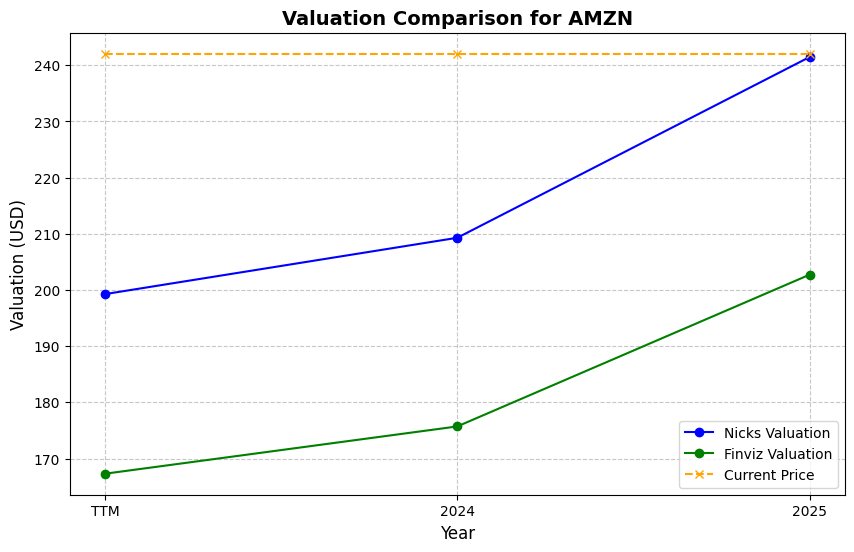 Valuation Comparison for AMZN
Valuation (USD)
240
230
220
210
200
190
180
170
TTM
2024
2025
Year
Nicks Valuation
Finviz Valuation
Current Price